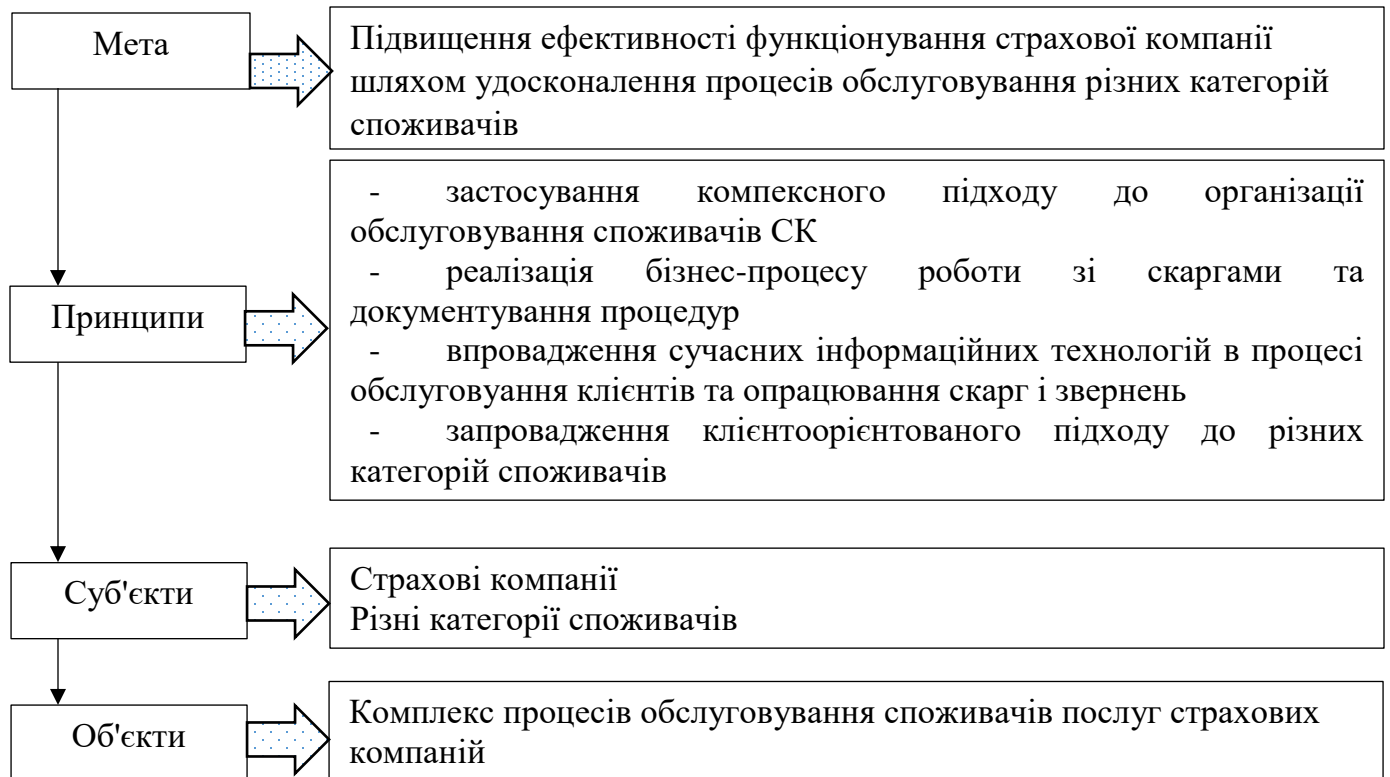 Мета
Підвищення ефективності функціонування страхової компанії
шляхом удосконалення процесів обслуговування різних категорій
споживачів
Принципи
- застосування компексного підходу до організації
обслуговування споживачів СК
- реалізація бізнес-процесу роботи зі скаргами та
документування процедур
- впровадження сучасних інформаційних технологій в процесі
обслуговуання клієнтів та опрацювання скарг і звернень
- запровадження клієнтоорієнтованого підходу до різних
категорій споживачів
Суб'єкти
Страхові компанії
Різні категорії споживачів
Об'єкти
Комплекс процесів обслуговування споживачів послуг страхових
компаній